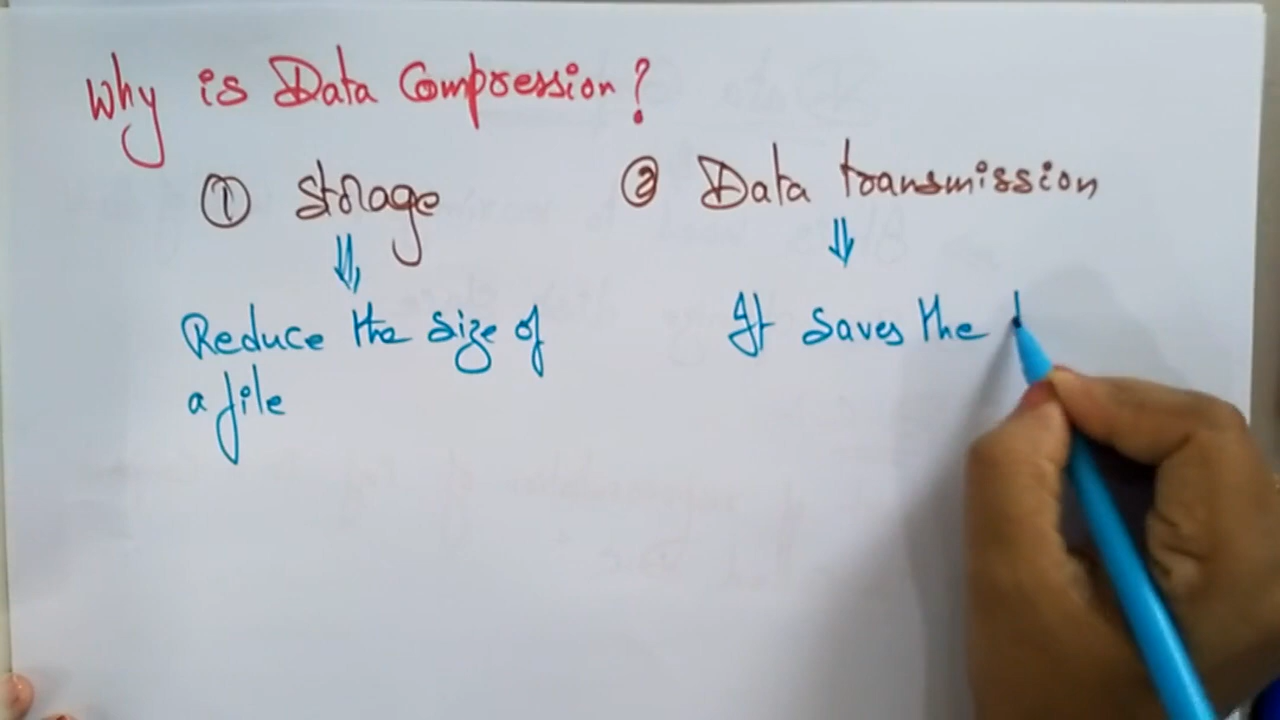 Why is Data Compression?
① Storage
② Data transmission
⇓
⇓
Reduce the size of
a file
It saves the